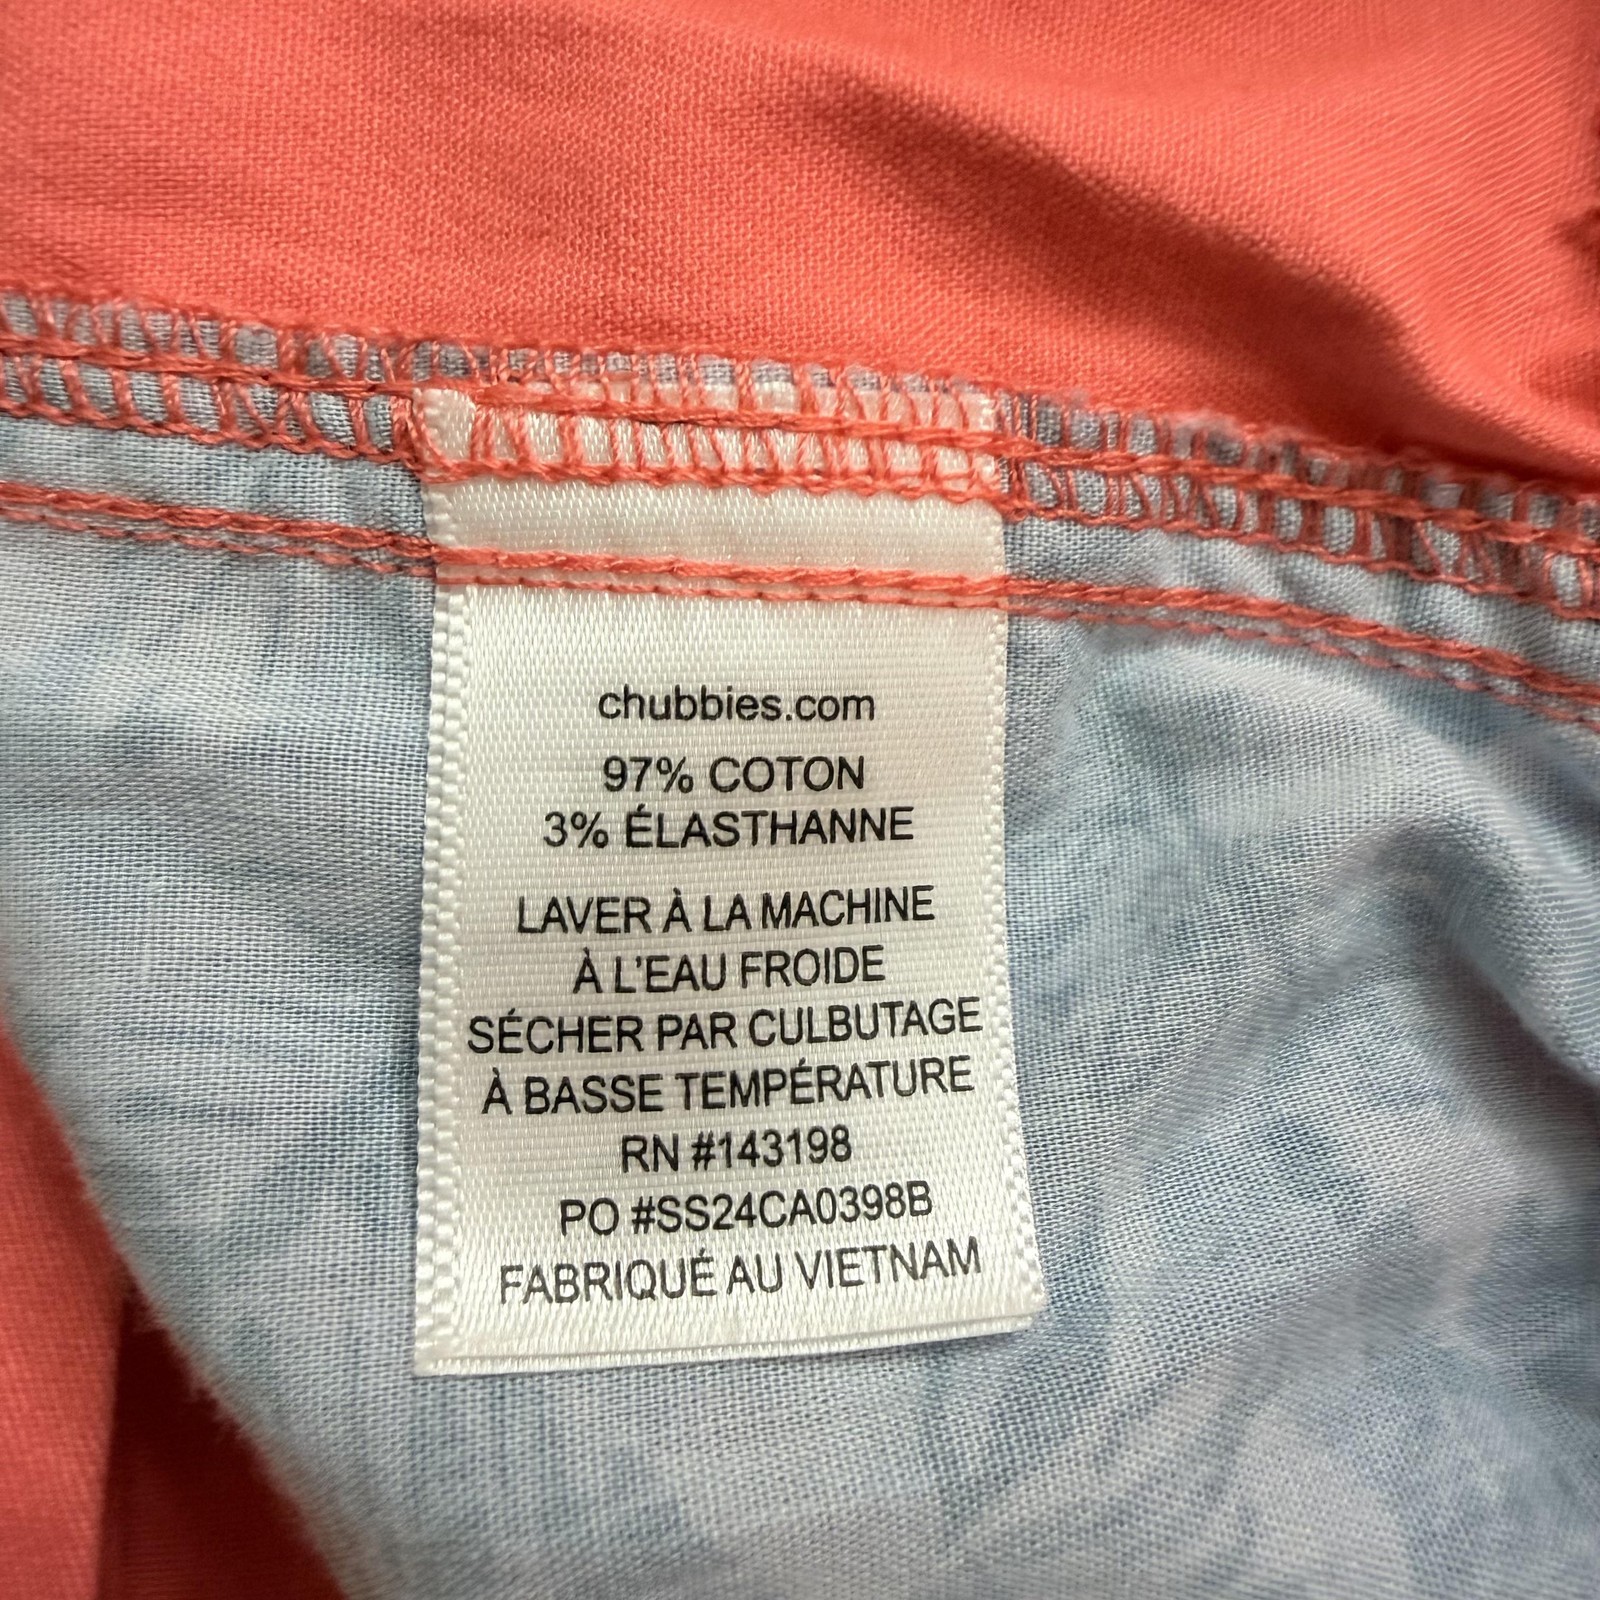 chubbies.com
97% COTON
3% ÉLASTHANNE
LAVER À LA MACHINE
À L'EAU FROIDE
SÉCHER PAR CULBUTAGE
À BASSE TEMPÉRATURE
RN #143198
PO #SS24CA0398B
FABRIQUÉ AU VIETNAM